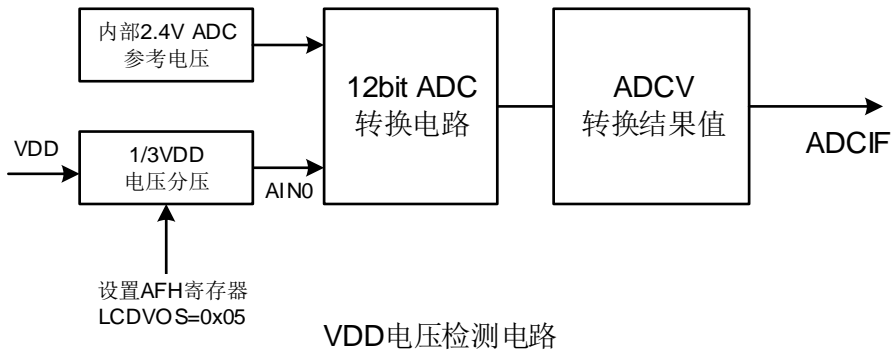 内部2.4V ADC
参考电压
12bit ADC
转换电路
ADCV
转换结果值
ADCIF
VDD
1/3VDD
电压分压
AIN0
设置AFH寄存器
LCDVOS=0x05
VDD电压检测电路